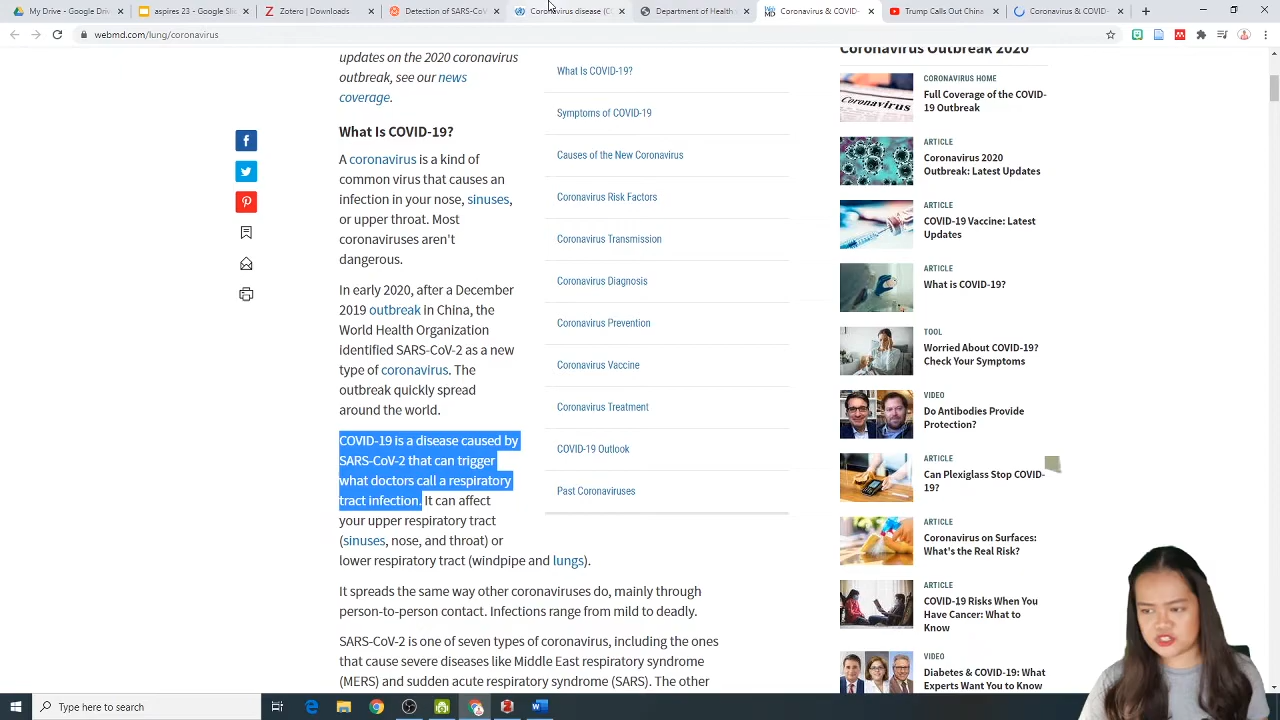 My Drive - Go
aspires 23 - Google Sli
Zotero | Downloads
Detection of SARS-CoV
Coronavirus disease (C
Department of Health
MD
Coronavirus
Coronavirus & COVID-
webmd.com/lung/coronavirus
updates on the 2020 coronavirus
outbreak, see our news
coverage.
What Is COVID-19?
A coronavirus is a kind of
common virus that causes an
infection in your nose, sinuses,
or upper throat. Most
coronaviruses aren't
dangerous.
In early 2020, after a December
2019 outbreak in China, the
World Health Organization
identified SARS-CoV-2 as a new
type of coronavirus. The
outbreak quickly spread
around the world.
COVID-19 is a disease caused by
SARS-CoV-2 that can trigger
what doctors call a respiratory
tract infection. It can affect
your upper respiratory tract
(sinuses, nose, and throat) or
lower respiratory tract (windpipe and lungs).
It spreads the same way other coronaviruses do, mainly through
person-to-person contact. Infections range from mild to deadly.
SARS-CoV-2 is one of seven types of coronavirus, including the ones
that cause severe diseases like Middle East respiratory syndrome
(MERS) and sudden acute respiratory syndrome (SARS). The other
What Is COVID-19?
Symptoms of COVID-19
Causes of the New Coronavirus
Coronavirus Risk Factors
Coronavirus Transmission
Coronavirus Diagnosis
Coronavirus Prevention
Coronavirus Vaccine
Coronavirus Treatment
COVID-19 Outlook
Past Coronaviruses
Coronavirus Outbreak 2020
Coronavirus
CORONAVIRUS HOME
Full Coverage of the COVID-
19 Outbreak
ARTICLE
Coronavirus 2020
Outbreak: Latest Updates
ARTICLE
COVID-19 Vaccine: Latest
Updates
ARTICLE
What is COVID-19?
TOOL
Worried About COVID-19?
Check Your Symptoms
VIDEO
Do Antibodies Provide
Protection?
ARTICLE
Can Plexiglass Stop COVID-
19?
ARTICLE
Coronavirus on Surfaces:
What's the Real Risk?
ARTICLE
COVID-19 Risks When You
Have Cancer: What to
Know
VIDEO
Diabetes & COVID-19: What
Experts Want You to Know
Type here to search